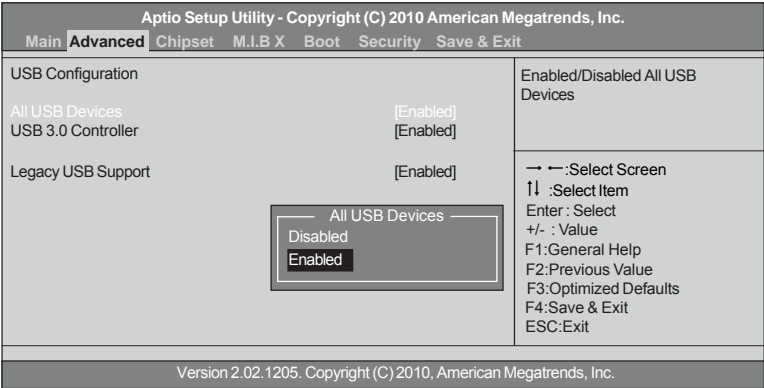 Aptio Setup Utility - Copyright (C) 2010 American Megatrends, Inc.
Main Advanced Chipset M.I.B X Boot Security Save & Exit
USB Configuration
All USB Devices [Enabled]
USB 3.0 Controller [Enabled]
Legacy USB Support [Enabled]
All USB Devices
Disabled
Enabled
Enabled/Disabled All USB
Devices
→ ←:Select Screen
↑↓ :Select Item
Enter : Select
+/- : Value
F1:General Help
F2:Previous Value
F3:Optimized Defaults
F4:Save & Exit
ESC:Exit
Version 2.02.1205. Copyright (C) 2010, American Megatrends, Inc.